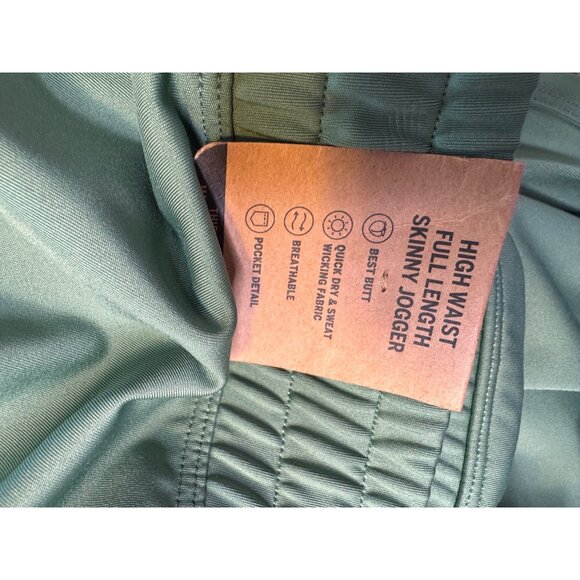 HIGH WAIST
FULL LENGTH
SKINNY JOGGER
BEST BUTT
QUICK DRY & SWEAT
WICKING FABRIC
BREATHABLE
POCKET DETAIL